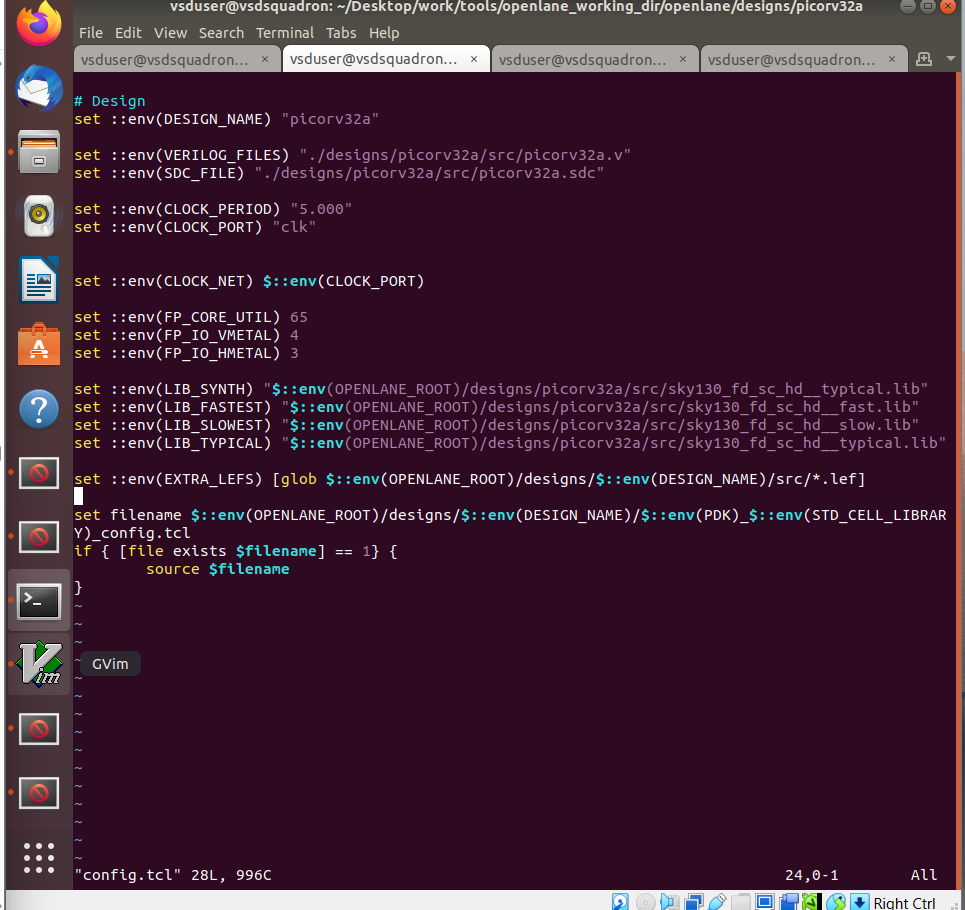 vsduser@vsdsquadron: ~/Desktop/work/tools/openlane_working_dir/openlane/designs/picorv32a
File Edit View Search Terminal Tabs Help
vsduser@vsdsquadron... × vsduser@vsdsquadron... × vsduser@vsdsquadron... × vsduser@vsdsquadron... ×
# Design
set ::env(DESIGN_NAME) "picorv32a"
set ::env(VERILOG_FILES) "./designs/picorv32a/src/picorv32a.v"
set ::env(SDC_FILE) "./designs/picorv32a/src/picorv32a.sdc"
set ::env(CLOCK_PERIOD) "5.000"
set ::env(CLOCK_PORT) "clk"
set ::env(CLOCK_NET) $::env(CLOCK_PORT)
set ::env(FP_CORE_UTIL) 65
set ::env(FP_IO_VMETAL) 4
set ::env(FP_IO_HMETAL) 3
set ::env(LIB_SYNTH) "$::env(OPENLANE_ROOT)/designs/picorv32a/src/sky130_fd_sc_hd__typical.lib"
set ::env(LIB_FASTEST) "$::env(OPENLANE_ROOT)/designs/picorv32a/src/sky130_fd_sc_hd__fast.lib"
set ::env(LIB_SLOWEST) "$::env(OPENLANE_ROOT)/designs/picorv32a/src/sky130_fd_sc_hd__slow.lib"
set ::env(LIB_TYPICAL) "$::env(OPENLANE_ROOT)/designs/picorv32a/src/sky130_fd_sc_hd__typical.lib"
set ::env(EXTRA_LEFS) [glob $::env(OPENLANE_ROOT)/designs/$::env(DESIGN_NAME)/src/*.lef]
set filename $::env(OPENLANE_ROOT)/designs/$::env(DESIGN_NAME)/$::env(PDK)_$::env(STD_CELL_LIBRAR
Y)_config.tcl
if { [file exists $filename] == 1} {
source $filename
}
~
~
~
~
GVim
~
~
~
~
~
~
~
~
~
~
~
"config.tcl" 28L, 996C 24,0-1 All
Right Ctrl